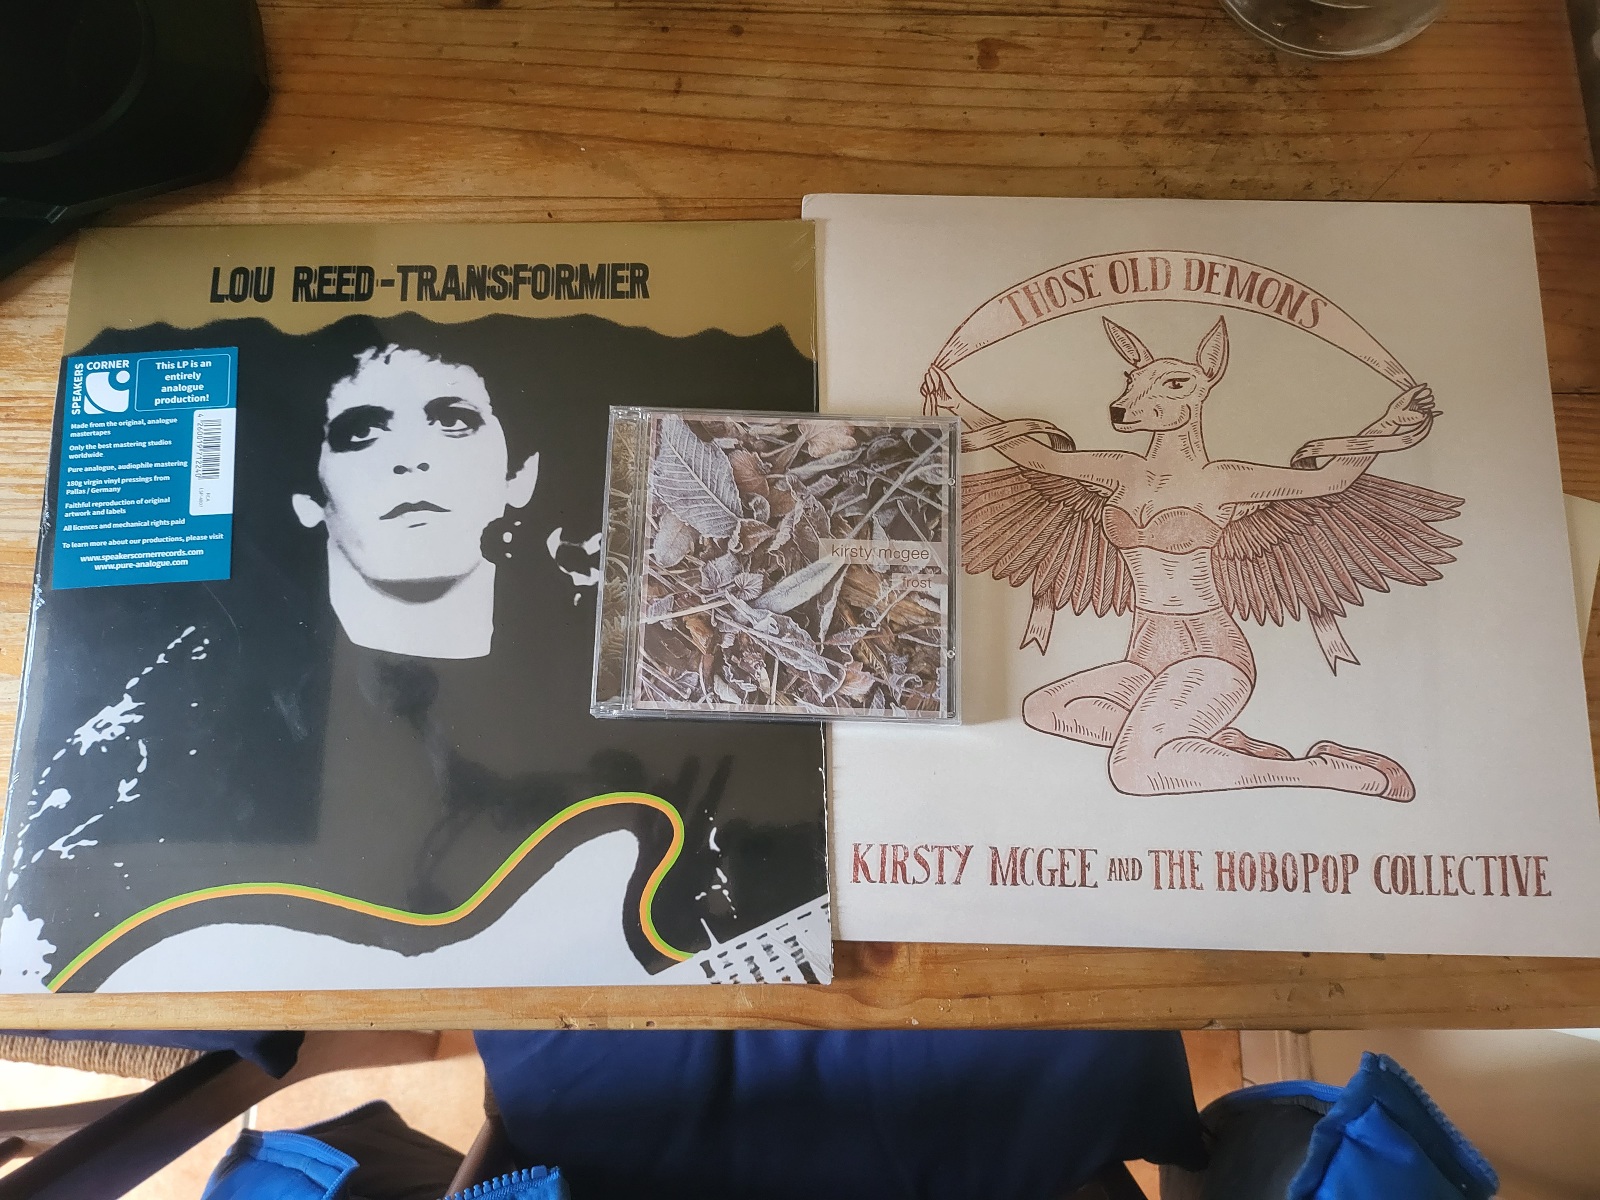 LOU REED-TRANSFORMER
SPEAKERS CORNER
This LP is an
entirely
analogue
production!
Made from the original, analogue
mastertapes
Only the best mastering studios
worldwide
Pure analogue, audiophile mastering
180g virgin vinyl pressings from
Pallas / Germany
Faithful reproduction of original
artwork and labels
All licences and mechanical rights paid
To learn more about our productions, please visit
www.speakerscornerrecords.com
www.pure-analogue.com
kirsty mcgee
frost
THOSE OLD DEMONS
KIRSTY MCGEE AND THE HOBOPOP COLLECTIVE